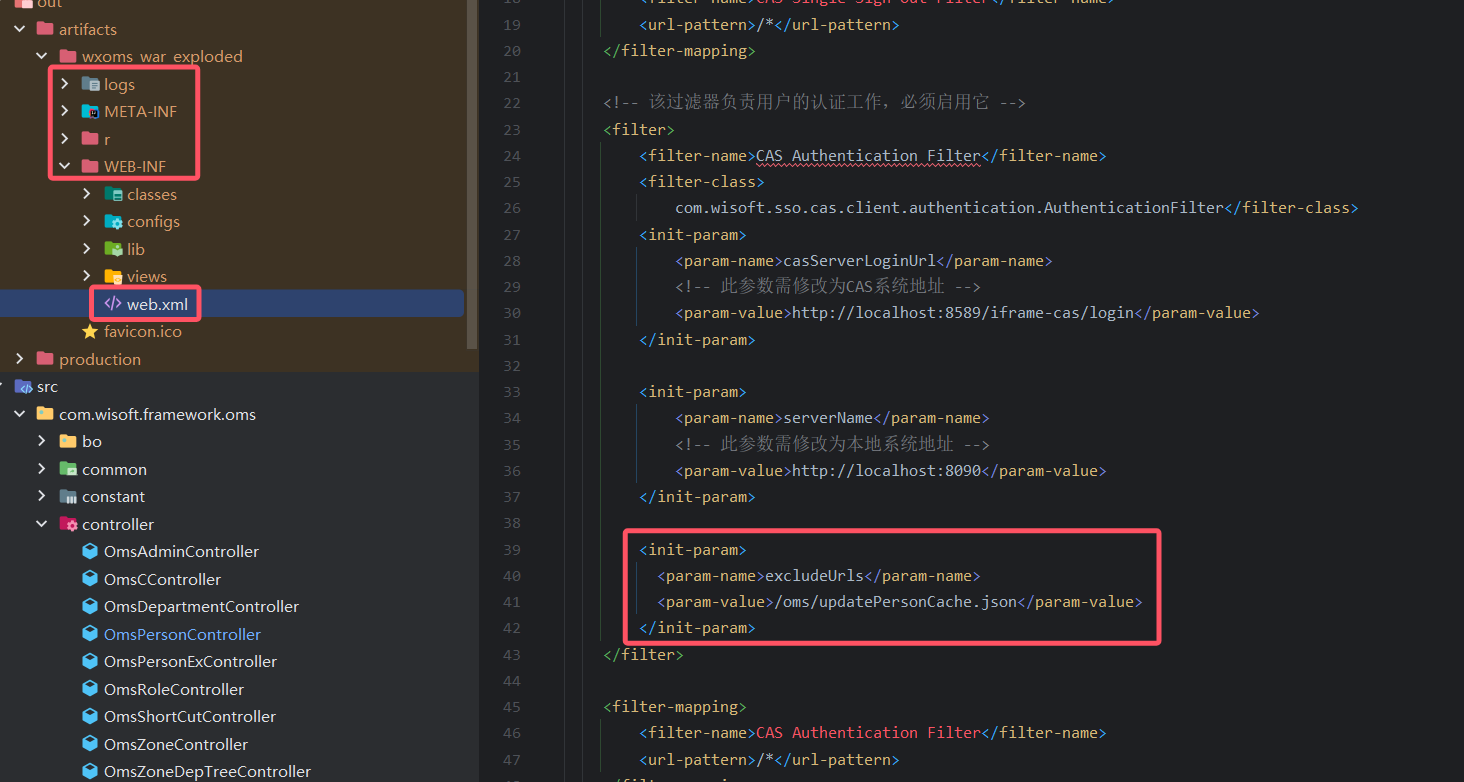 out
artifacts
wxoms_war_exploded
logs
META-INF
r
WEB-INF
classes
configs
lib
views
web.xml
favicon.ico
production
src
com.wisoft.framework.oms
bo
common
constant
controller
OmsAdminController
OmsCController
OmsDepartmentController
OmsPersonController
OmsPersonExController
OmsRoleController
OmsShortCutController
OmsZoneController
OmsZoneDepTreeController
18 <filter-name>CAS Single Sign Out Filter</filter-name>
19 <url-pattern>/*</url-pattern>
20 </filter-mapping>
21
22 <!-- 该过滤器负责用户的认证工作，必须启用它 -->
23 <filter>
24 <filter-name>CAS Authentication Filter</filter-name>
25 <filter-class>
26 com.wisoft.sso.cas.client.authentication.AuthenticationFilter</filter-class>
27 <init-param>
28 <param-name>casServerLoginUrl</param-name>
29 <!-- 此参数需修改为CAS系统地址 -->
30 <param-value>http://localhost:8589/iframe-cas/login</param-value>
31 </init-param>
32
33 <init-param>
34 <param-name>serverName</param-name>
35 <!-- 此参数需修改为本地系统地址 -->
36 <param-value>http://localhost:8090</param-value>
37 </init-param>
38
39 <init-param>
40 <param-name>excludeUrls</param-name>
41 <param-value>/oms/updatePersonCache.json</param-value>
42 </init-param>
43 </filter>
44
45 <filter-mapping>
46 <filter-name>CAS Authentication Filter</filter-name>
47 <url-pattern>/*</url-pattern>